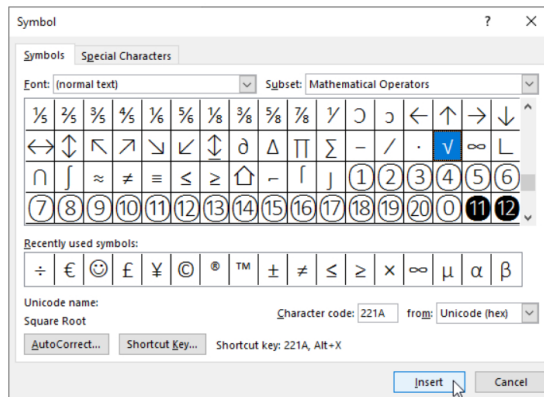 Symbol ? ×
Symbols Special Characters
Font: (normal text) Subset: Mathematical Operators
⅕ ⅖ ⅗ ⅘ ⅙ ⅚ ⅛ ⅜ ⅝ ⅞ ⅟ Ↄ ↄ ← ↑ → ↓
↔ ↕ ↖ ↗ ↘ ↙ ↨ ∂ ∆ ∏ ∑ − ∕ ∙ √ ∞ ∟
∩ ∫ ≈ ≠ ≡ ≤ ≥ ⌂ ⌐ ⌠ ⌡ ① ② ③ ④ ⑤ ⑥
⑦ ⑧ ⑨ ⑩ ⑪ ⑫ ⑬ ⑭ ⑮ ⑯ ⑰ ⑱ ⑲ ⑳ ⓪ ⓫ ⓬
Recently used symbols:
÷ € ☺ £ ¥ © ® ™ ± ≠ ≤ ≥ × ∞ µ α β
Unicode name:
Square Root
Character code: 221A from: Unicode (hex)
AutoCorrect... Shortcut Key... Shortcut key: 221A, Alt+X
Insert Cancel